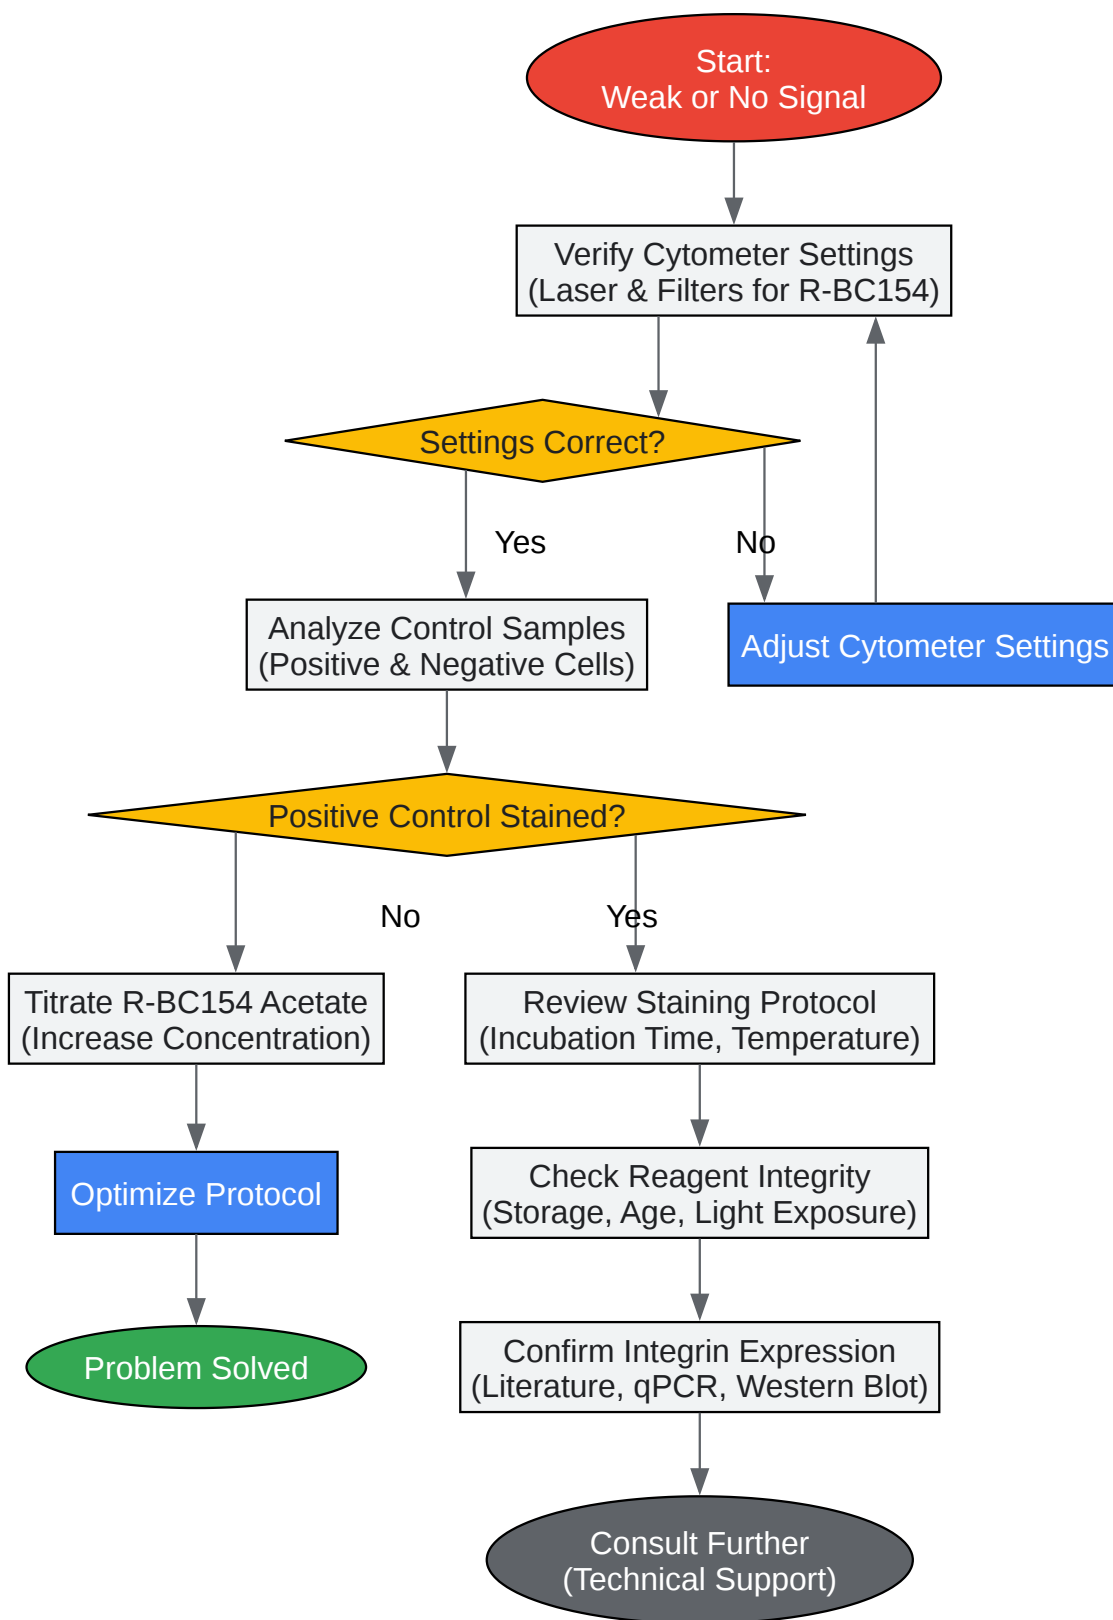 Start:
Weak or No Signal
Verify Cytometer Settings
(Laser & Filters for R-BC154)
Settings Correct?
Yes
No
Analyze Control Samples
(Positive & Negative Cells)
Adjust Cytometer Settings
Positive Control Stained?
No
Yes
Titrate R-BC154 Acetate
(Increase Concentration)
Review Staining Protocol
(Incubation Time, Temperature)
Optimize Protocol
Check Reagent Integrity
(Storage, Age, Light Exposure)
Problem Solved
Confirm Integrin Expression
(Literature, qPCR, Western Blot)
Consult Further
(Technical Support)